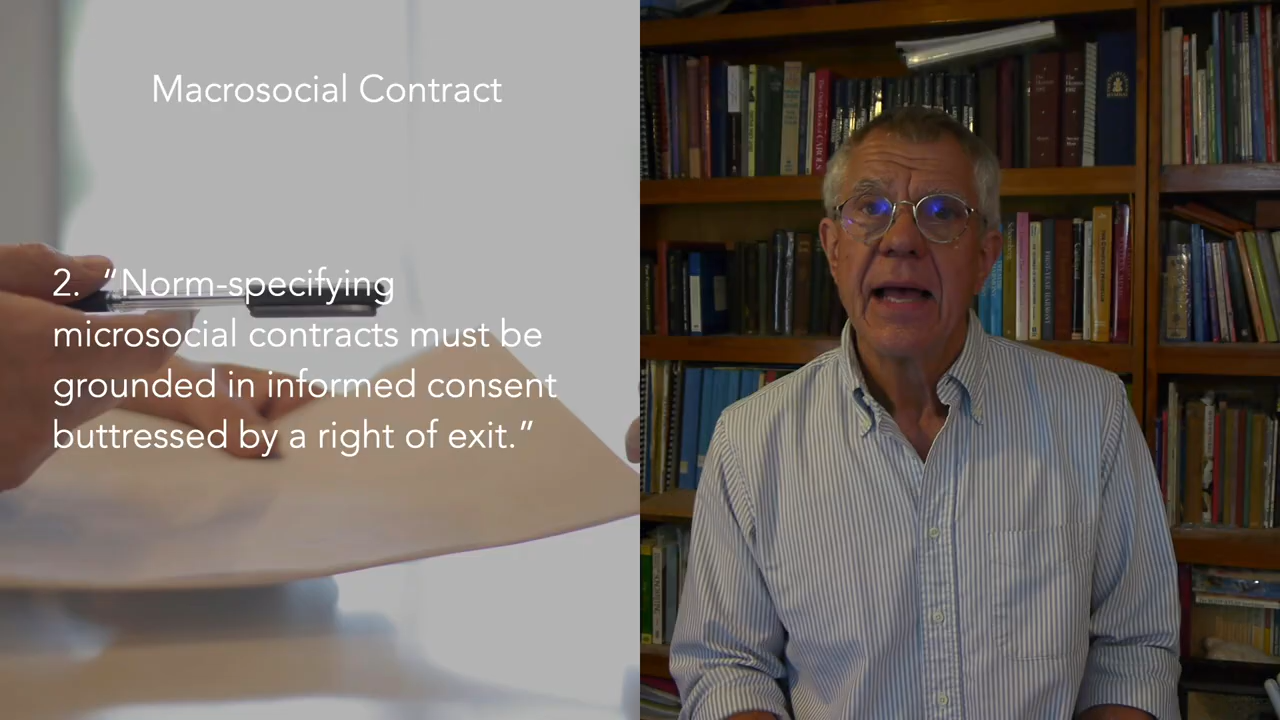 Macrosocial Contract
2. “Norm-specifying
microsocial contracts must be
grounded in informed consent
buttressed by a right of exit.”